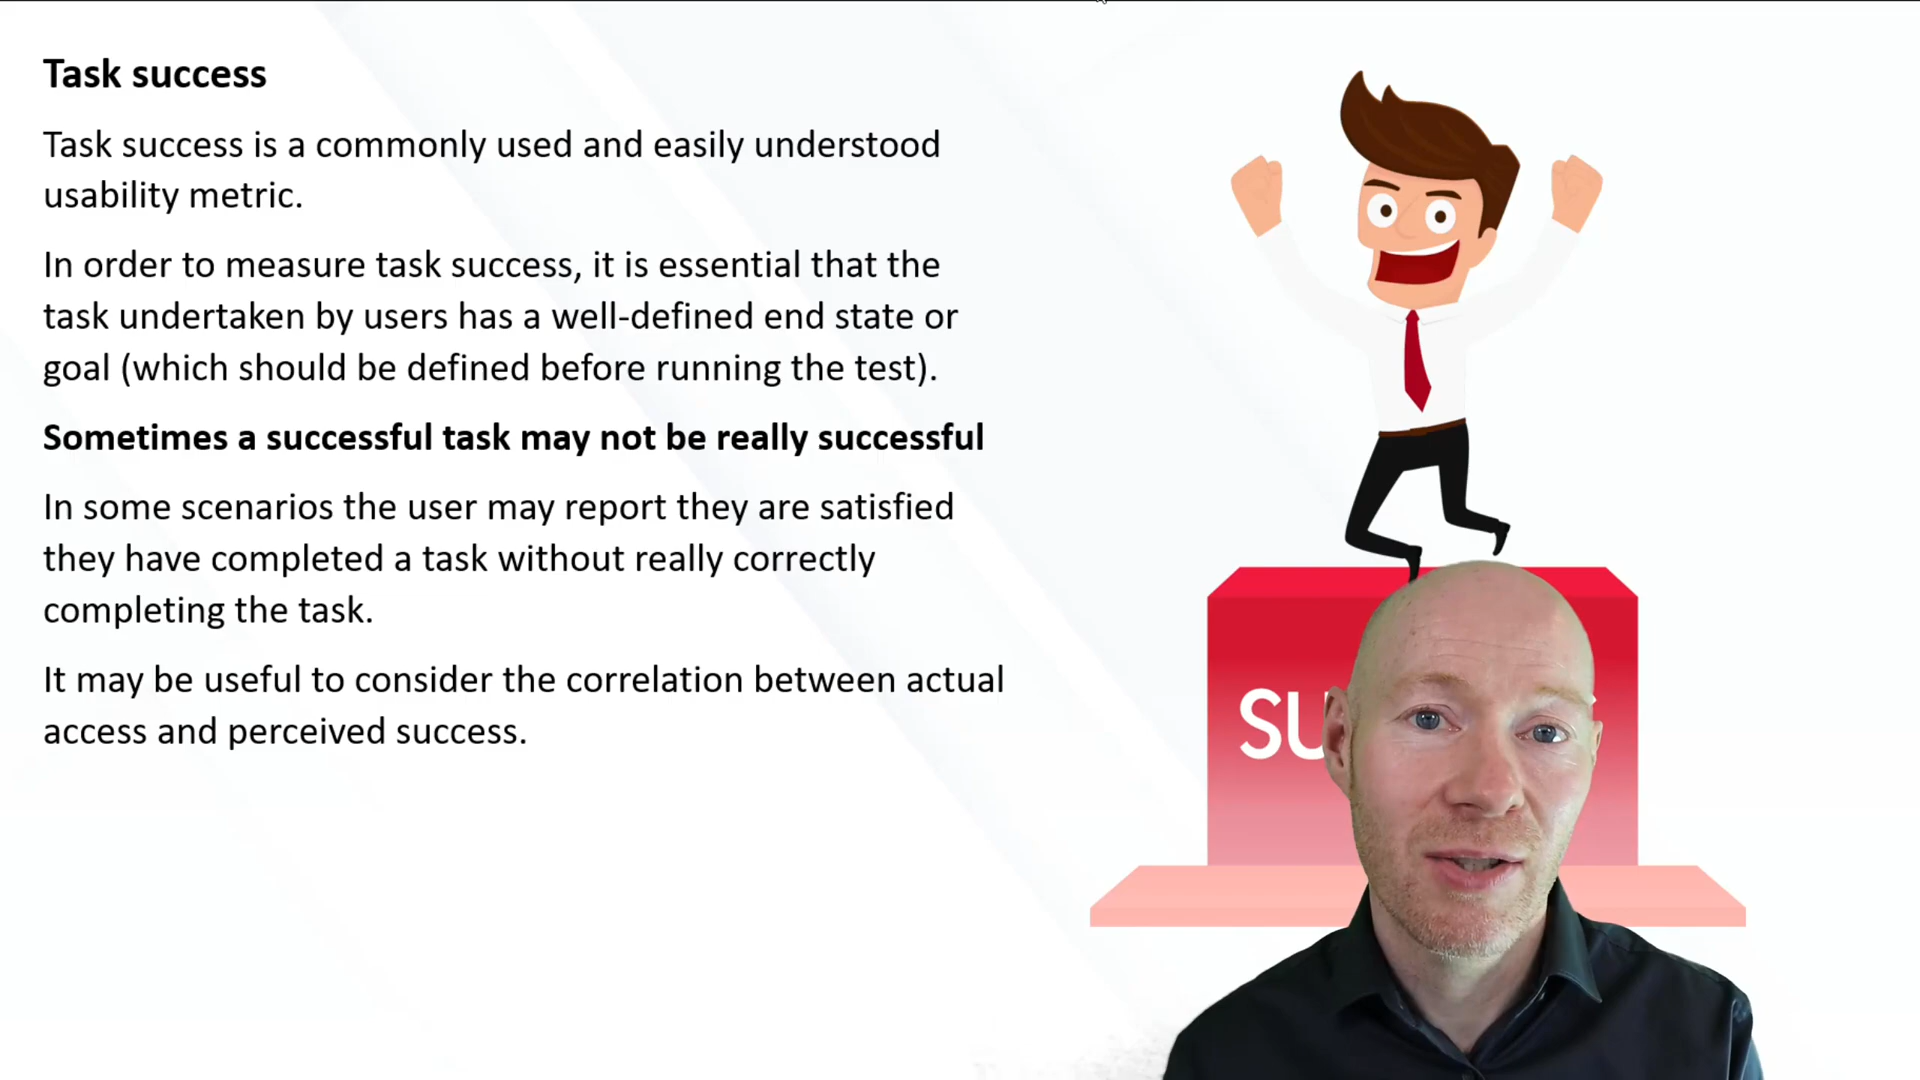 Task success
Task success is a commonly used and easily understood
usability metric.
In order to measure task success, it is essential that the
task undertaken by users has a well-defined end state or
goal (which should be defined before running the test).
Sometimes a successful task may not be really successful
In some scenarios the user may report they are satisfied
they have completed a task without really correctly
completing the task.
It may be useful to consider the correlation between actual
access and perceived success.